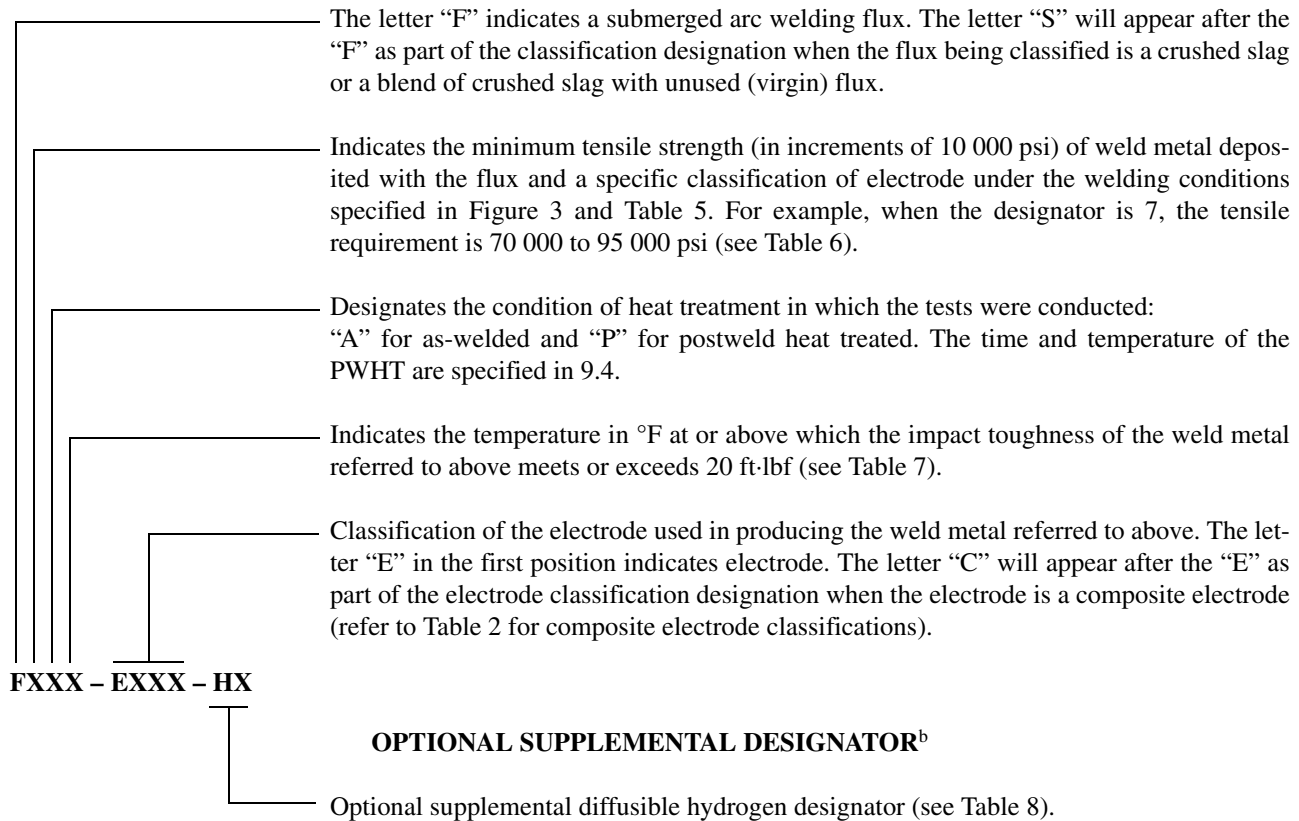 The letter “F” indicates a submerged arc welding flux. The letter “S” will appear after the
“F” as part of the classification designation when the flux being classified is a crushed slag
or a blend of crushed slag with unused (virgin) flux.
Indicates the minimum tensile strength (in increments of 10 000 psi) of weld metal depos-
ited with the flux and a specific classification of electrode under the welding conditions
specified in Figure 3 and Table 5. For example, when the designator is 7, the tensile
requirement is 70 000 to 95 000 psi (see Table 6).
Designates the condition of heat treatment in which the tests were conducted:
“A” for as-welded and “P” for postweld heat treated. The time and temperature of the
PWHT are specified in 9.4.
Indicates the temperature in °F at or above which the impact toughness of the weld metal
referred to above meets or exceeds 20 ft·lbf (see Table 7).
Classification of the electrode used in producing the weld metal referred to above. The let-
ter “E” in the first position indicates electrode. The letter “C” will appear after the “E” as
part of the electrode classification designation when the electrode is a composite electrode
(refer to Table 2 for composite electrode classifications).
FXXX – EXXX – HX
OPTIONAL SUPPLEMENTAL DESIGNATORᵇ
Optional supplemental diffusible hydrogen designator (see Table 8).